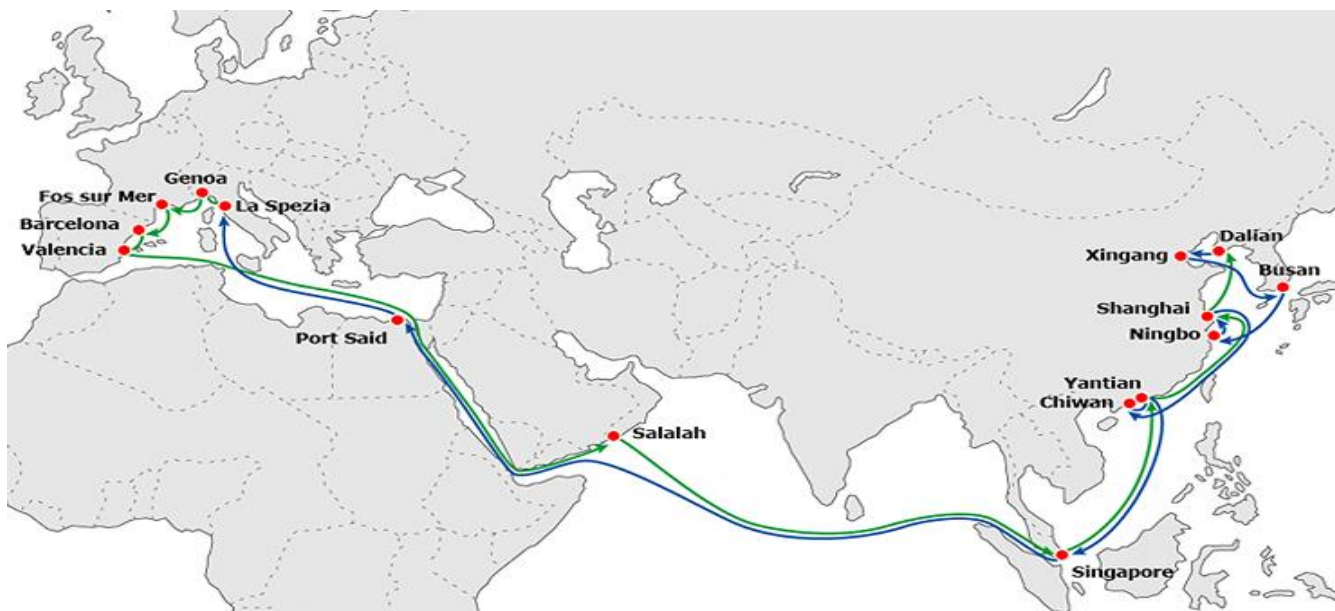 Genoa
Fos sur Mer
La Spezia
Barcelona
Valencia
Port Said
Salalah
Dalian
Xingang
Busan
Shanghai
Ningbo
Yantian
Chiwan
Singapore